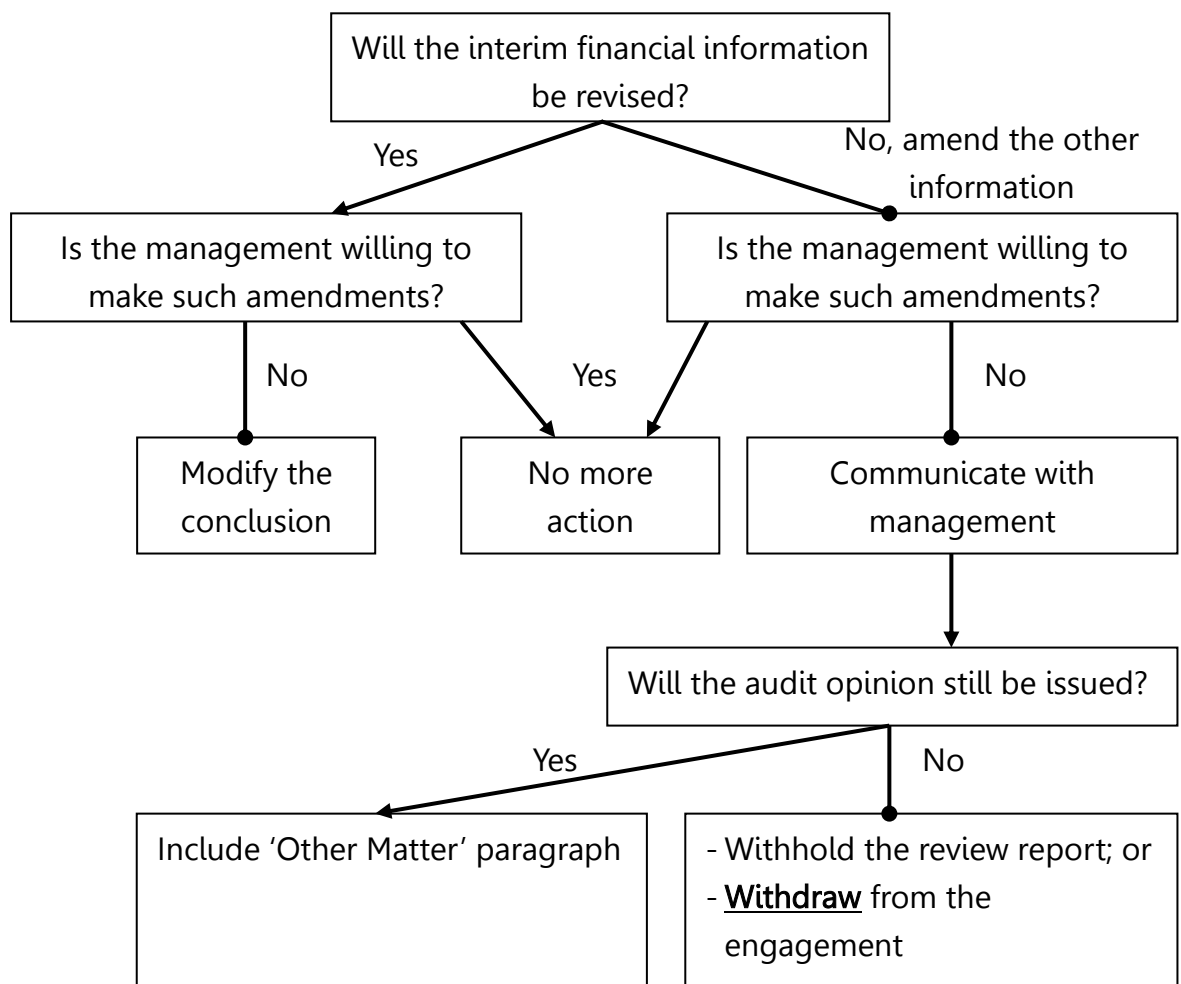 Will the interim financial information
be revised?
Yes
No, amend the other
information
Is the management willing to
make such amendments?
Is the management willing to
make such amendments?
No
Yes
No
Modify the
conclusion
No more
action
Communicate with
management
Will the audit opinion still be issued?
Yes
No
Include ‘Other Matter’ paragraph
- Withhold the review report; or
- Withdraw from the
engagement